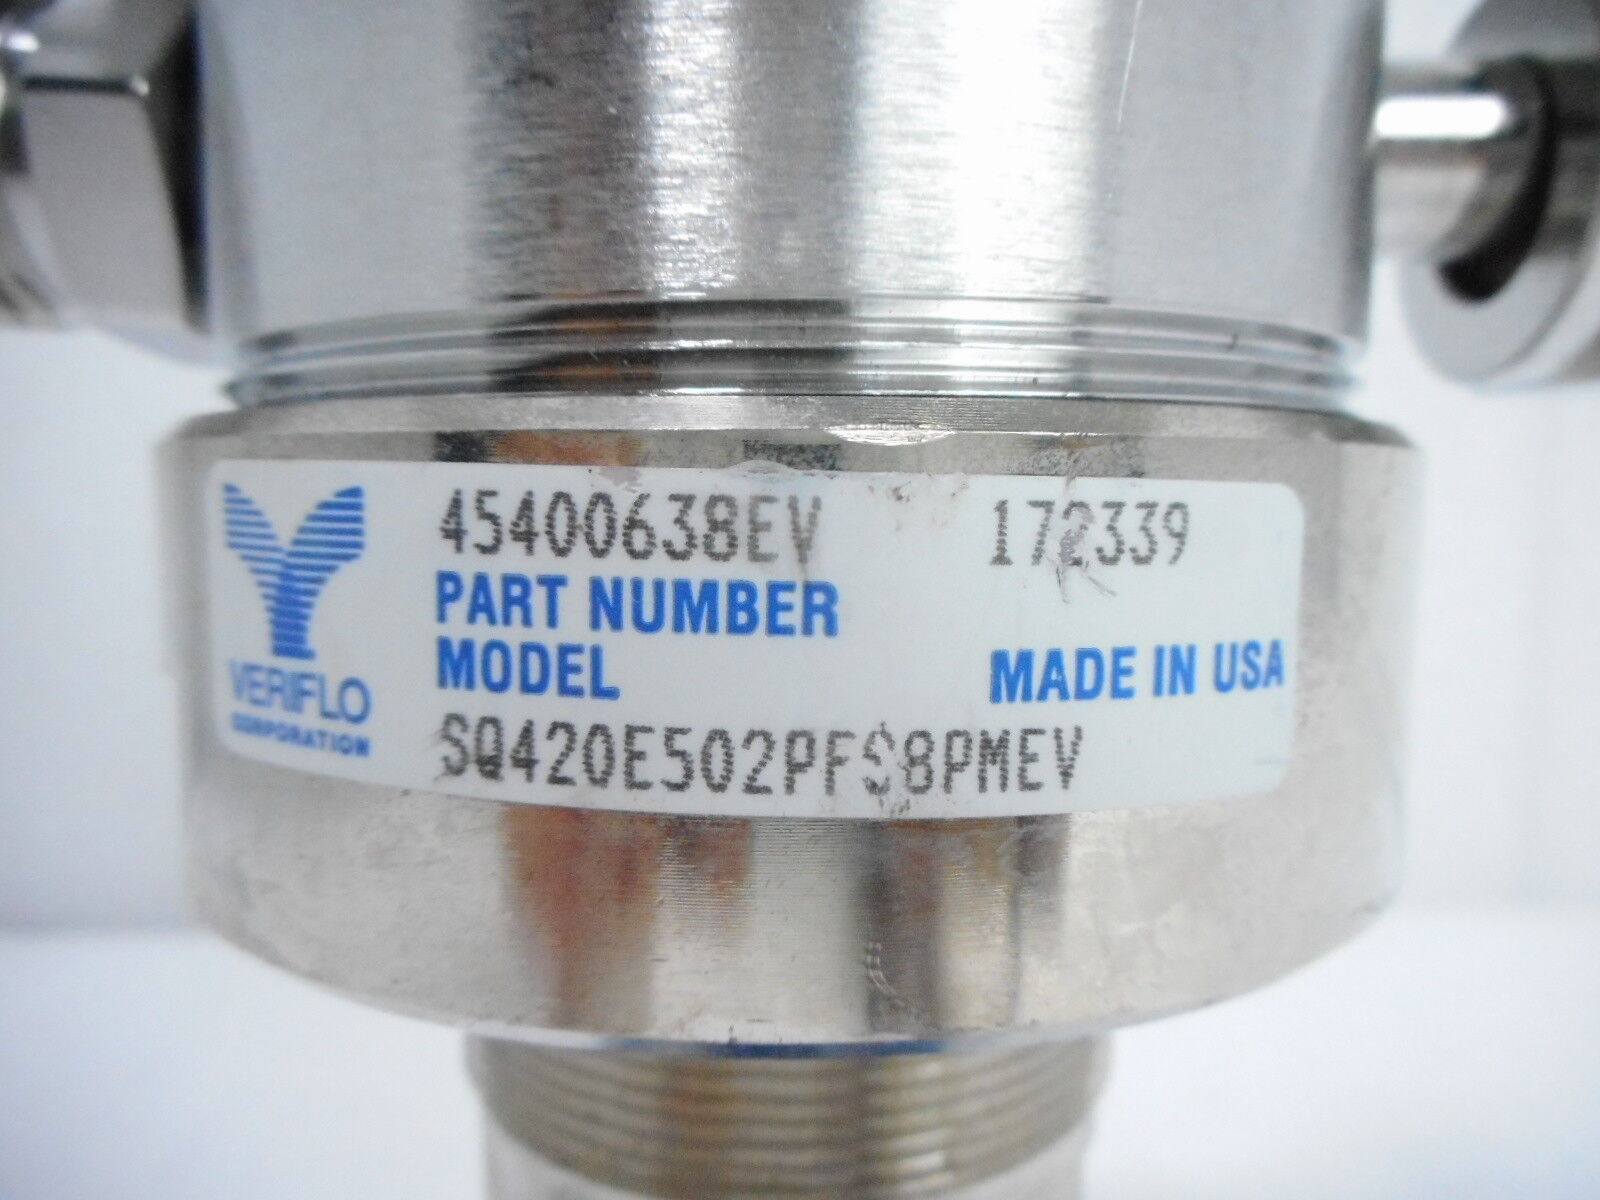 45400638EV 172339
PART NUMBER
MODEL MADE IN USA
SQ420E502PFS8PMEV
VERIFLO
CORPORATION